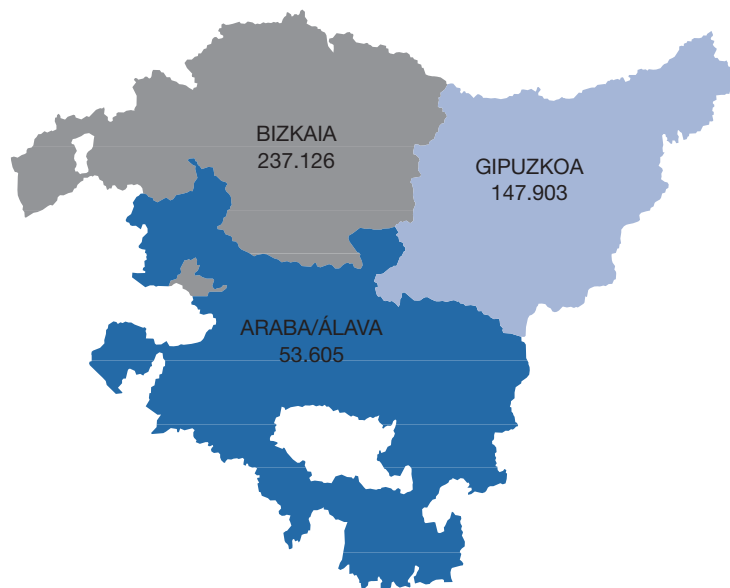 BIZKAIA
237.126
GIPUZKOA
147.903
ARABA/ÁLAVA
53.605